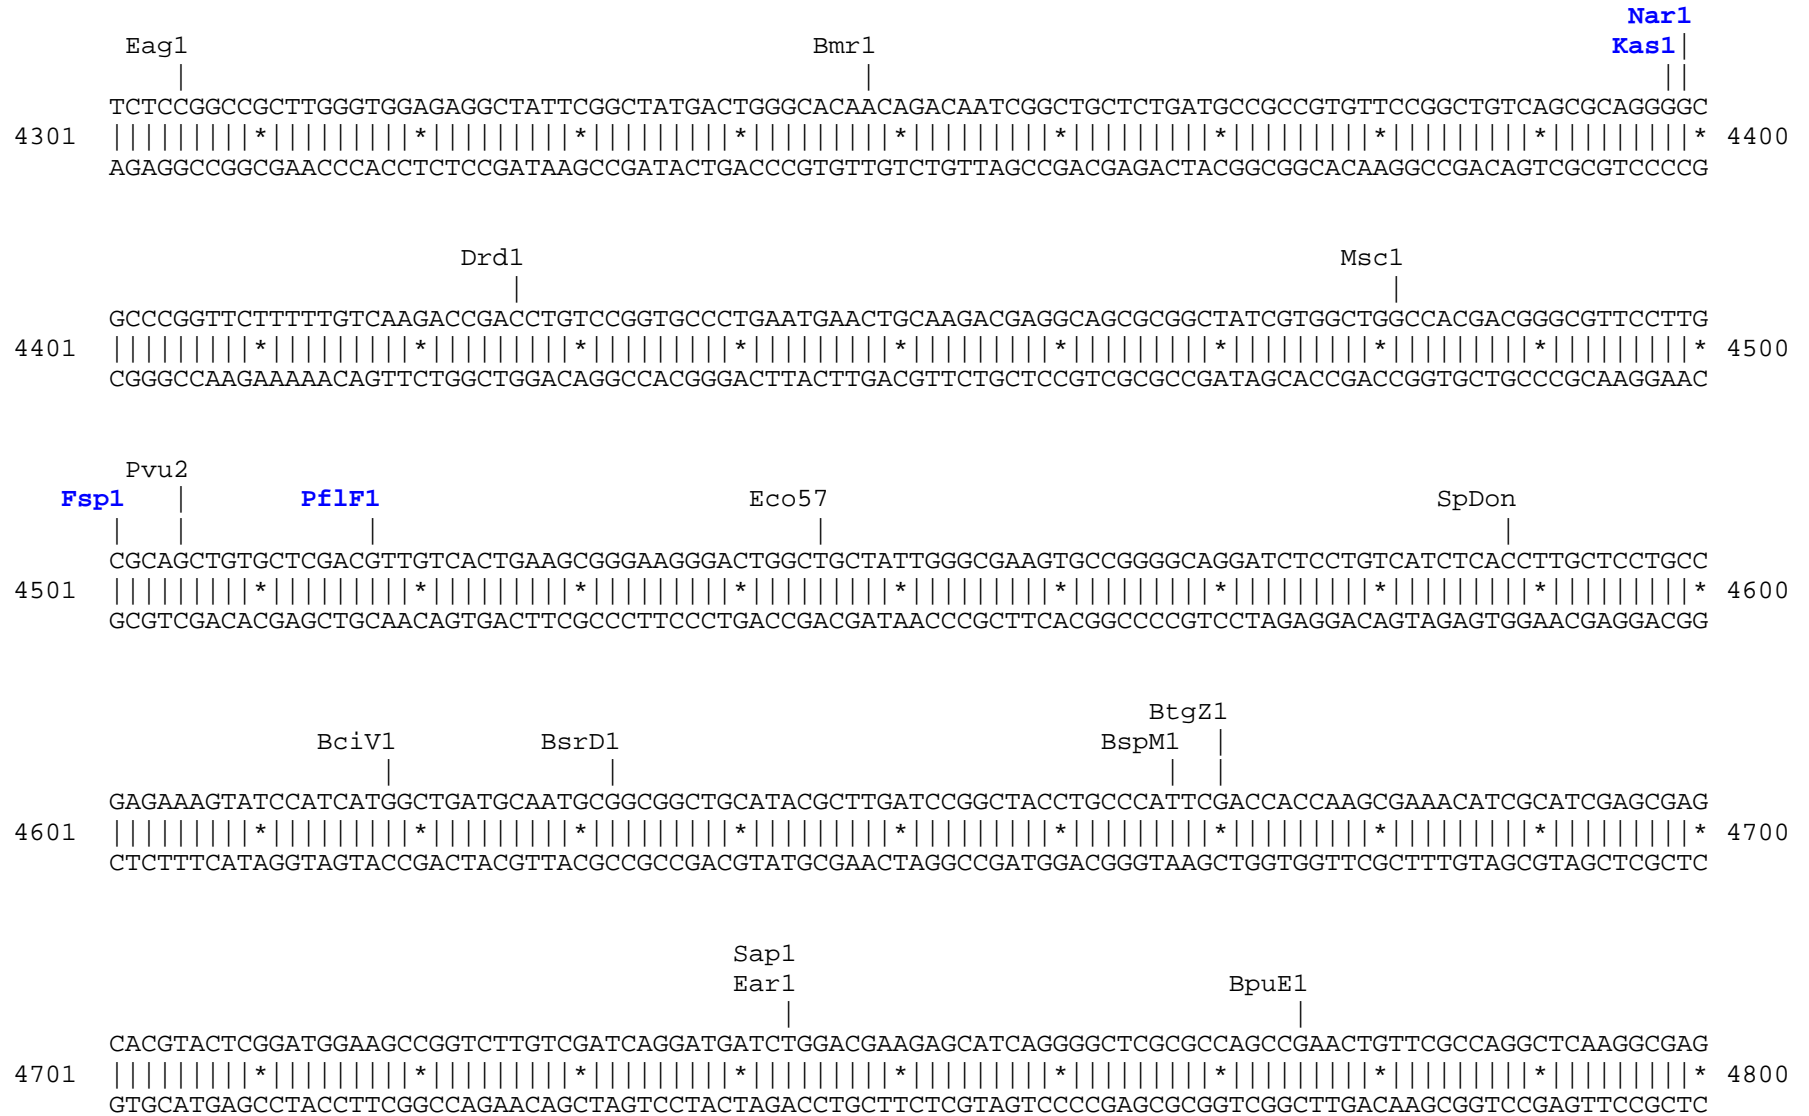 Nar1
Eag1 Bmr1 Kas1|
| | ||
TCTCCGGCCGCTTGGGTGGAGAGGCTATTCGGCTATGACTGGGCACAACAGACAATCGGCTGCTCTGATGCCGCCGTGTTCCGGCTGTCAGCGCAGGGGC
4301 |||||||||*|||||||||*|||||||||*|||||||||*|||||||||*|||||||||*|||||||||*|||||||||*|||||||||*|||||||||* 4400
AGAGGCCGGCGAACCCACCTCTCCGATAAGCCGATACTGACCCGTGTTGTCTGTTAGCCGACGAGACTACGGCGGCACAAGGCCGACAGTCGCGTCCCCG
Drd1 Msc1
| |
GCCCGGTTCTTTTTGTCAAGACCGACCTGTCCGGTGCCCTGAATGAACTGCAAGACGAGGCAGCGCGGCTATCGTGGCTGGCCACGACGGGCGTTCCTTG
4401 |||||||||*|||||||||*|||||||||*|||||||||*|||||||||*|||||||||*|||||||||*|||||||||*|||||||||*|||||||||* 4500
CGGGCCAAGAAAAACAGTTCTGGCTGGACAGGCCACGGGACTTACTTGACGTTCTGCTCCGTCGCGCCGATAGCACCGACCGGTGCTGCCCGCAAGGAAC
Pvu2
Fsp1 | PflF1 Eco57 SpDon
| | | | |
CGCAGCTGTGCTCGACGTTGTCACTGAAGCGGGAAGGGACTGGCTGCTATTGGGCGAAGTGCCGGGGCAGGATCTCCTGTCATCTCACCTTGCTCCTGCC
4501 |||||||||*|||||||||*|||||||||*|||||||||*|||||||||*|||||||||*|||||||||*|||||||||*|||||||||*|||||||||* 4600
GCGTCGACACGAGCTGCAACAGTGACTTCGCCCTTCCCTGACCGACGATAACCCGCTTCACGGCCCCGTCCTAGAGGACAGTAGAGTGGAACGAGGACGG
BtgZ1
BciV1 BsrD1 BspM1 |
| | | |
GAGAAAGTATCCATCATGGCTGATGCAATGCGGCGGCTGCATACGCTTGATCCGGCTACCTGCCCATTCGACCACCAAGCGAAACATCGCATCGAGCGAG
4601 |||||||||*|||||||||*|||||||||*|||||||||*|||||||||*|||||||||*|||||||||*|||||||||*|||||||||*|||||||||* 4700
CTCTTTCATAGGTAGTACCGACTACGTTACGCCGCCGACGTATGCGAACTAGGCCGATGGACGGGTAAGCTGGTGGTTCGCTTTGTAGCGTAGCTCGCTC
Sap1
Ear1 BpuE1
| |
CACGTACTCGGATGGAAGCCGGTCTTGTCGATCAGGATGATCTGGACGAAGAGCATCAGGGGCTCGCGCCAGCCGAACTGTTCGCCAGGCTCAAGGCGAG
4701 |||||||||*|||||||||*|||||||||*|||||||||*|||||||||*|||||||||*|||||||||*|||||||||*|||||||||*|||||||||* 4800
GTGCATGAGCCTACCTTCGGCCAGAACAGCTAGTCCTACTAGACCTGCTTCTCGTAGTCCCCGAGCGCGGTCGGCTTGACAAGCGGTCCGAGTTCCGCTC